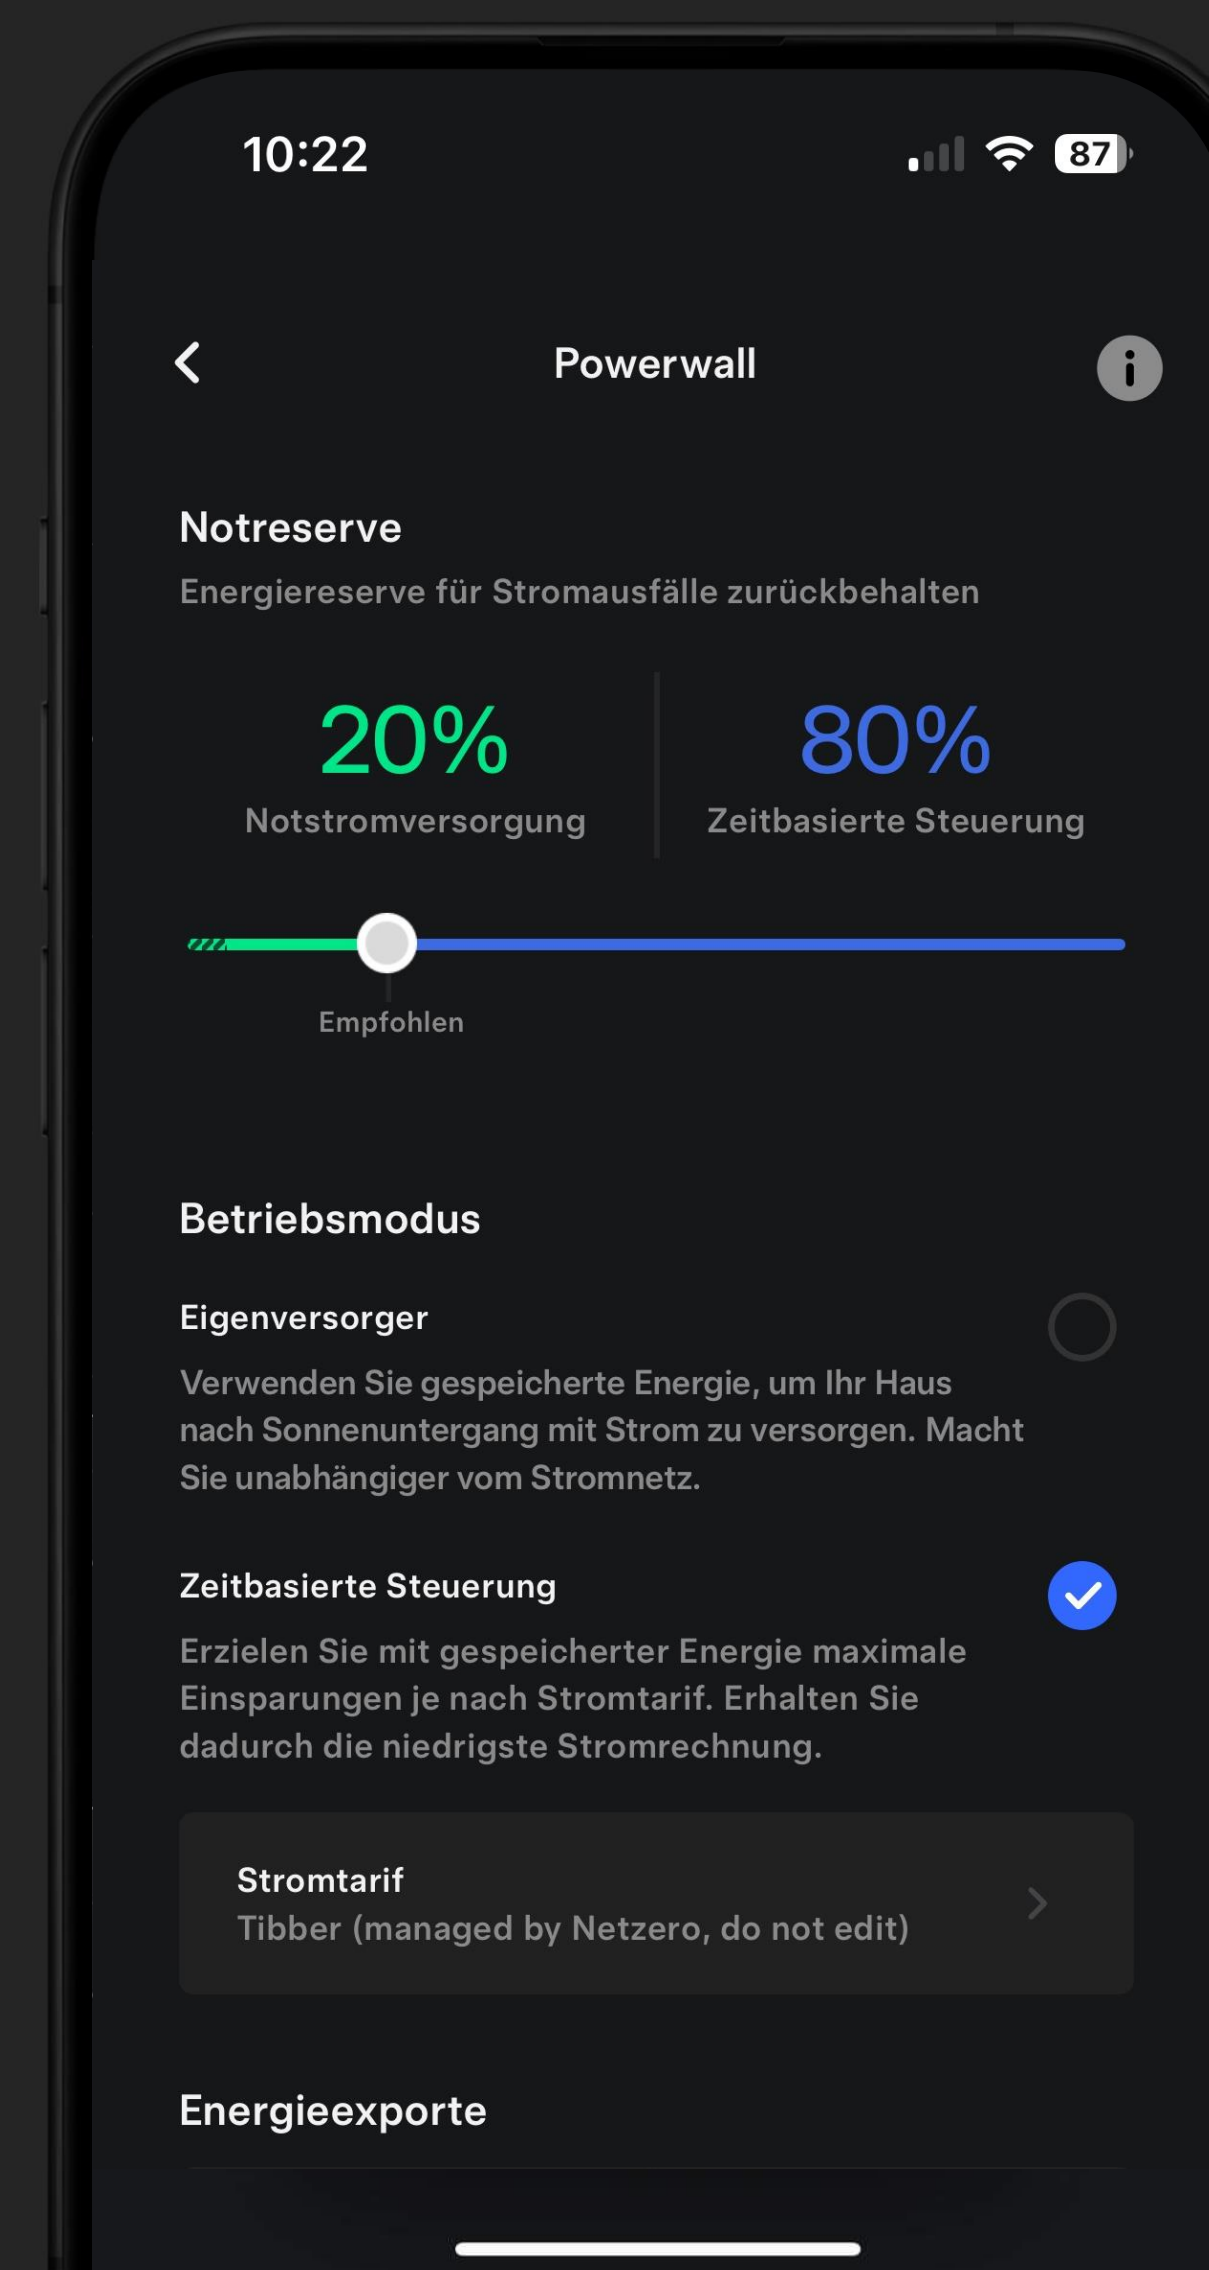 10:22
87
Powerwall
Notreserve
Energiereserve für Stromausfälle zurückbehalten
20%
80%
Notstromversorgung
Zeitbasierte Steuerung
Empfohlen
Betriebsmodus
Eigenversorger
Verwenden Sie gespeicherte Energie, um Ihr Haus
nach Sonnenuntergang mit Strom zu versorgen. Macht
Sie unabhängiger vom Stromnetz.
Zeitbasierte Steuerung
Erzielen Sie mit gespeicherter Energie maximale
Einsparungen je nach Stromtarif. Erhalten Sie
dadurch die niedrigste Stromrechnung.
Stromtarif
Tibber (managed by Netzero, do not edit)
Energieexporte